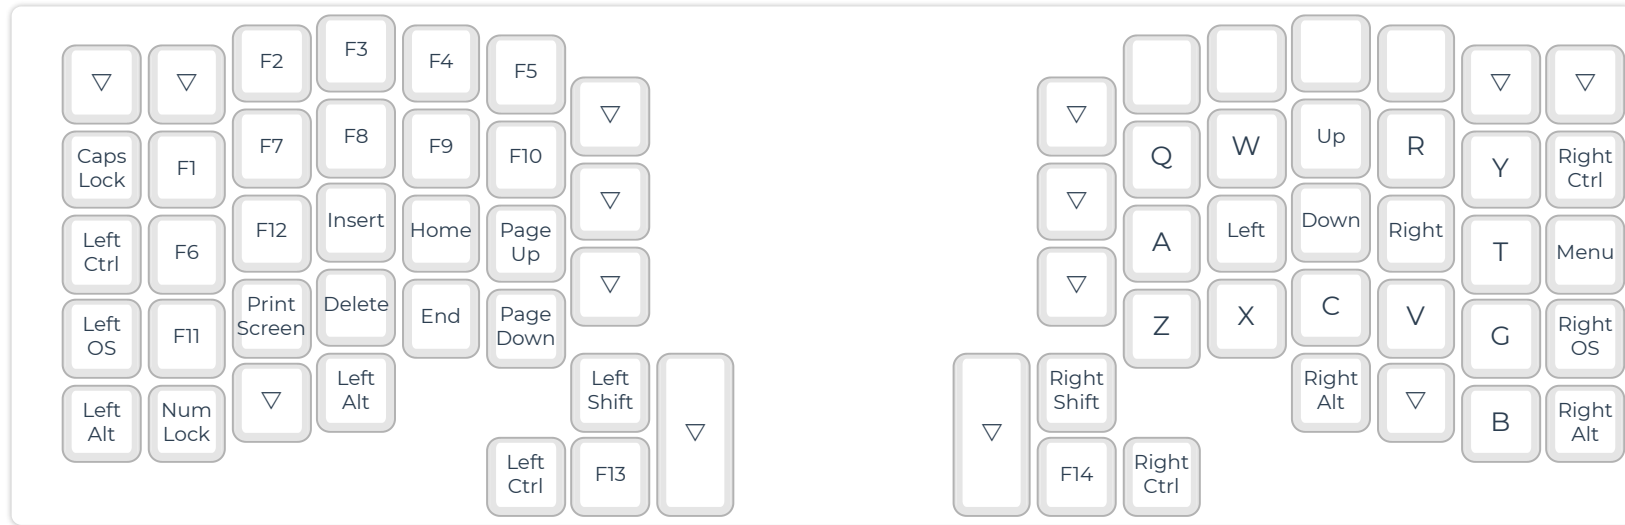 ▽ ▽ F2 F3 F4 F5 ▽
Caps
Lock
F1 F7 F8 F9 F10 ▽
Left
Ctrl
F6 F12 Insert Home
Page
Up
▽
Left
OS
F11
Print
Screen
Delete End
Page
Down
Left
Alt
Num
Lock
▽
Left
Alt
Left
Shift
▽
Left
Ctrl
F13
▽ ▽ ▽
▽ Q W Up R Y
Right
Ctrl
▽ A Left Down Right T Menu
Z X C V G
Right
OS
▽
Right
Shift
Right
Alt
▽ B
Right
Alt
F14
Right
Ctrl